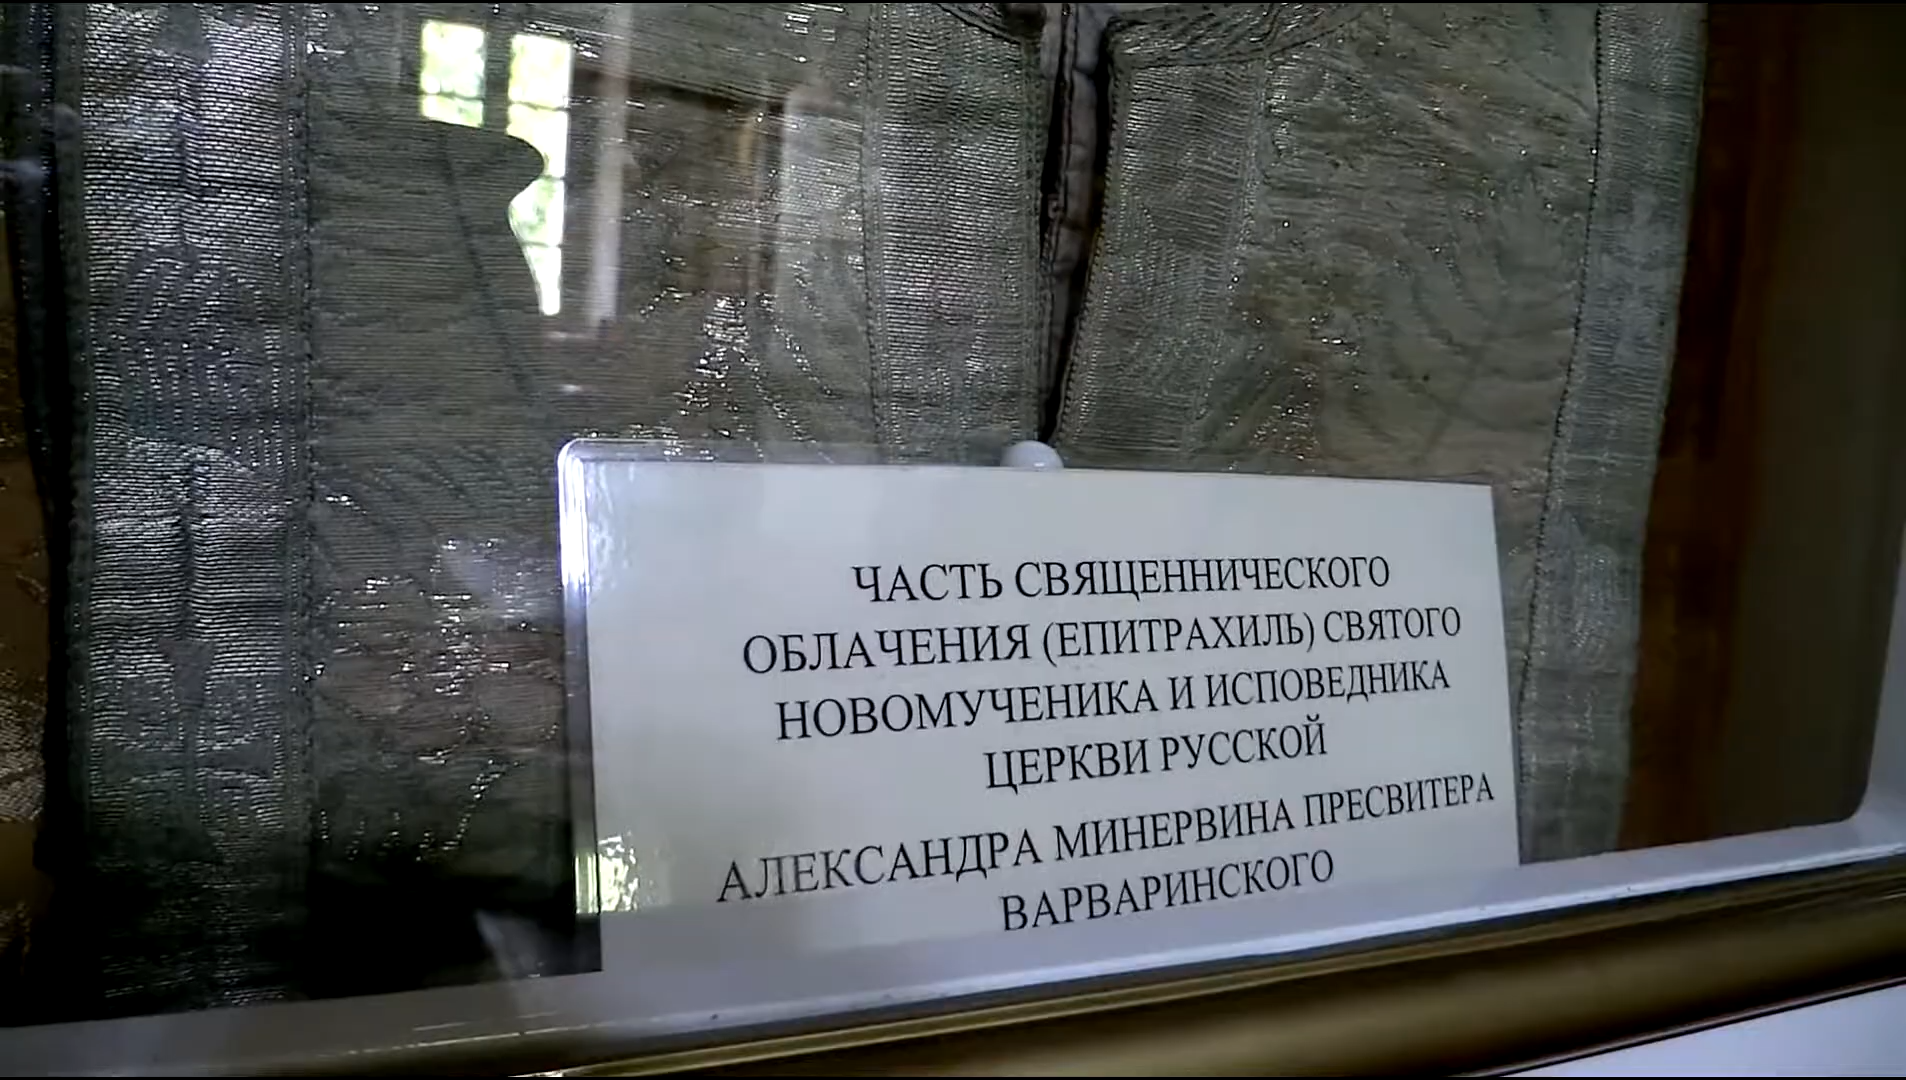 ЧАСТЬ СВЯЩЕННИЧЕСКОГО
ОБЛАЧЕНИЯ (ЕПИТРАХИЛЬ) СВЯТОГО
НОВОМУЧЕНИКА И ИСПОВЕДНИКА
ЦЕРКВИ РУССКОЙ
АЛЕКСАНДРА МИНЕРВИНА ПРЕСВИТЕРА
ВАРВАРИНСКОГО